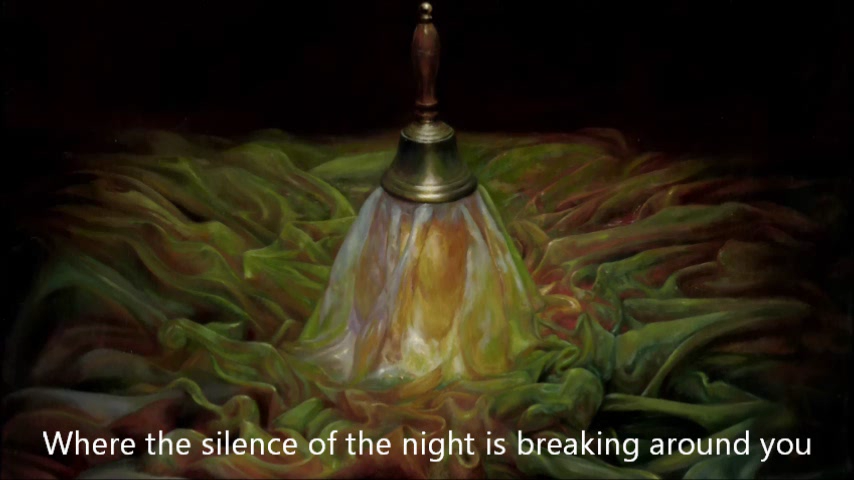 Where the silence of the night is breaking around you